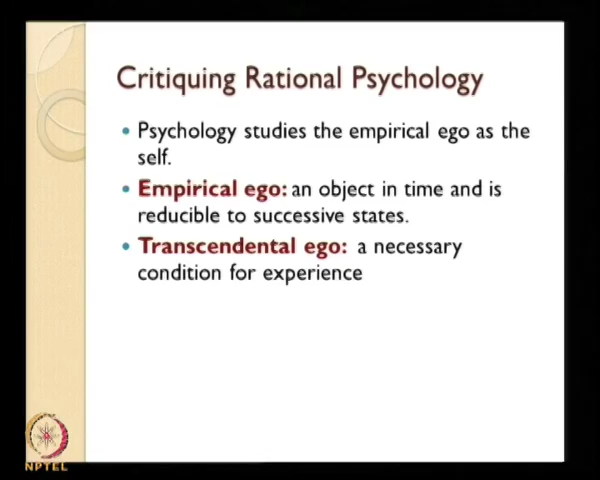 Critiquing Rational Psychology
• Psychology studies the empirical ego as the
self.
• Empirical ego: an object in time and is
reducible to successive states.
• Transcendental ego: a necessary
condition for experience
NPTEL